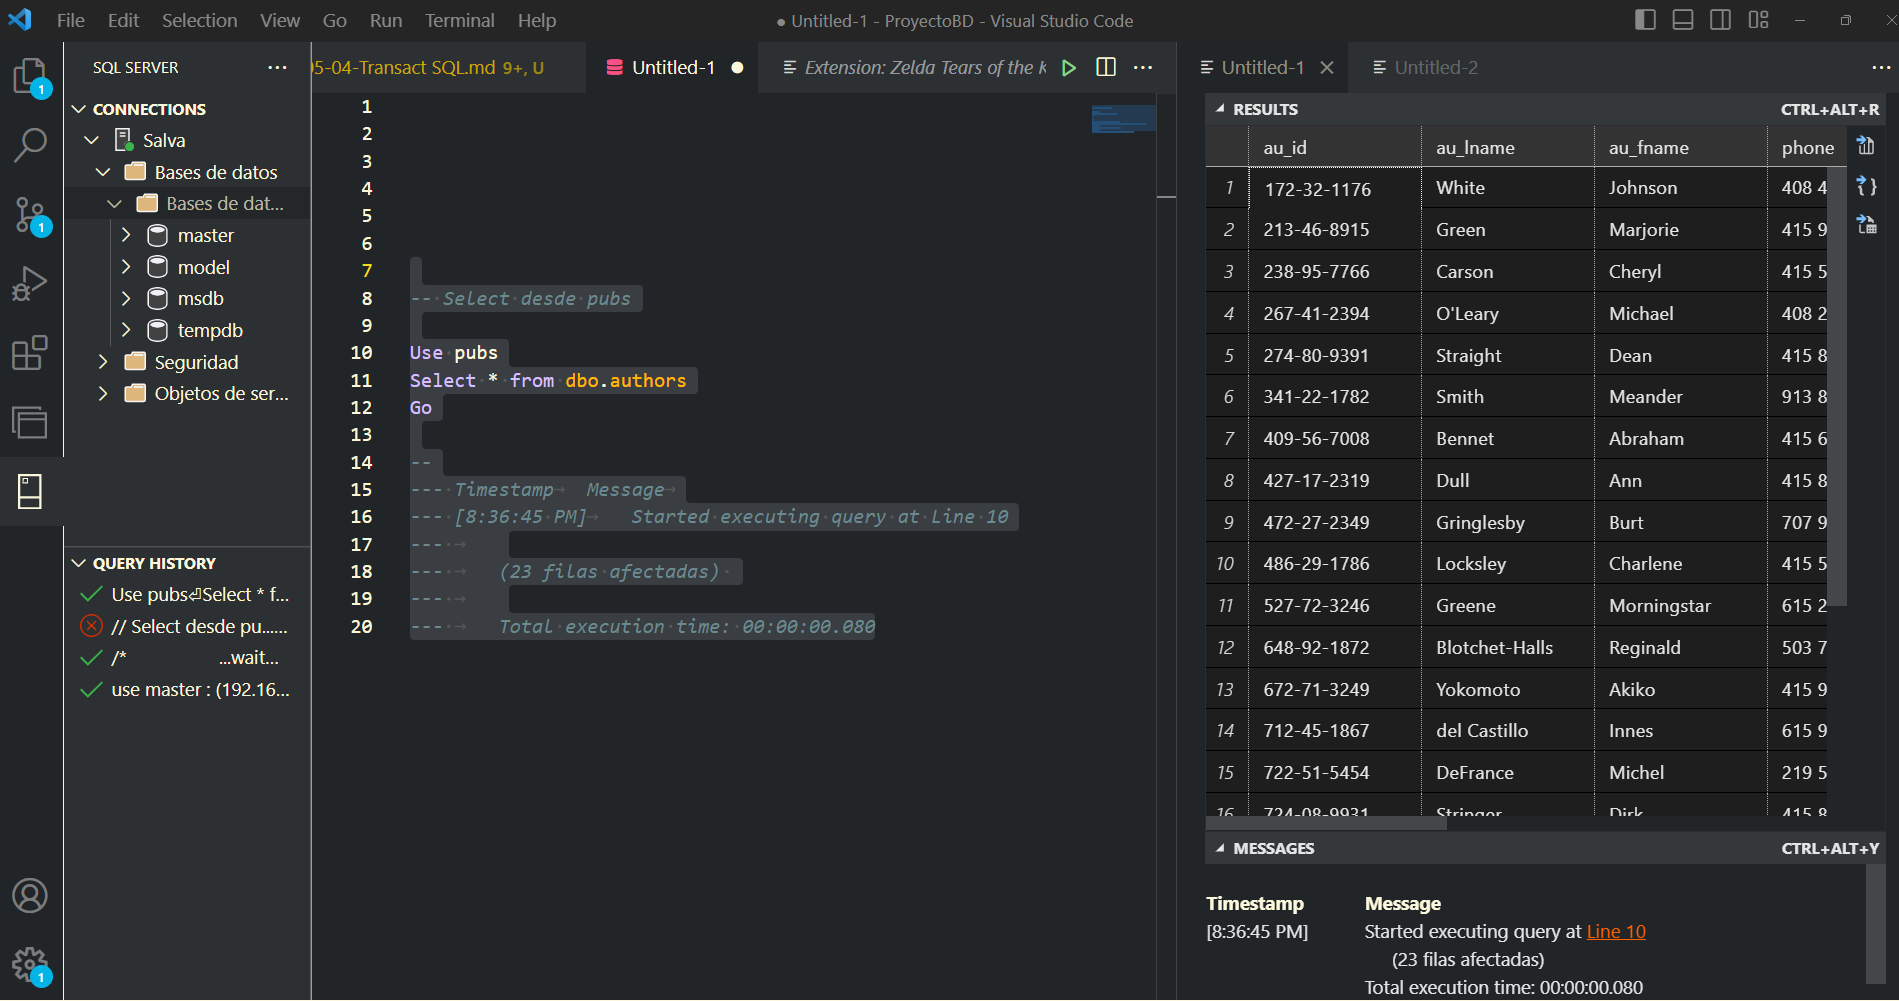 File Edit Selection View Go Run Terminal Help
● Untitled-1 - ProyectoBD - Visual Studio Code
SQL SERVER ···
CONNECTIONS
Salva
Bases de datos
Bases de dat...
master
model
msdb
tempdb
Seguridad
Objetos de ser...
QUERY HISTORY
Use pubs⏎Select * f...
// Select desde pu......
/* ...wait...
use master : (192.16...
1
1
1
05-04-Transact SQL.md 9+, U
Untitled-1 ●
Extension: Zelda Tears of the K
1
2
3
4
5
6
7
8 -- Select desde pubs
9
10 Use pubs
11 Select * from dbo.authors
12 Go
13
14 --
15 --- Timestamp Message
16 --- [8:36:45 PM] Started executing query at Line 10
17 ---
18 --- (23 filas afectadas)
19 ---
20 --- Total execution time: 00:00:00.080
Untitled-1 Untitled-2
RESULTS CTRL+ALT+R
au_id au_lname au_fname phone
1 172-32-1176 White Johnson 408 4
2 213-46-8915 Green Marjorie 415 9
3 238-95-7766 Carson Cheryl 415 5
4 267-41-2394 O'Leary Michael 408 2
5 274-80-9391 Straight Dean 415 8
6 341-22-1782 Smith Meander 913 8
7 409-56-7008 Bennet Abraham 415 6
8 427-17-2319 Dull Ann 415 8
9 472-27-2349 Gringlesby Burt 707 9
10 486-29-1786 Locksley Charlene 415 5
11 527-72-3246 Greene Morningstar 615 2
12 648-92-1872 Blotchet-Halls Reginald 503 7
13 672-71-3249 Yokomoto Akiko 415 9
14 712-45-1867 del Castillo Innes 615 9
15 722-51-5454 DeFrance Michel 219 5
16 724-08-9931 Stringer Dirk 415 8
MESSAGES CTRL+ALT+Y
Timestamp Message
[8:36:45 PM] Started executing query at Line 10
(23 filas afectadas)
Total execution time: 00:00:00.080